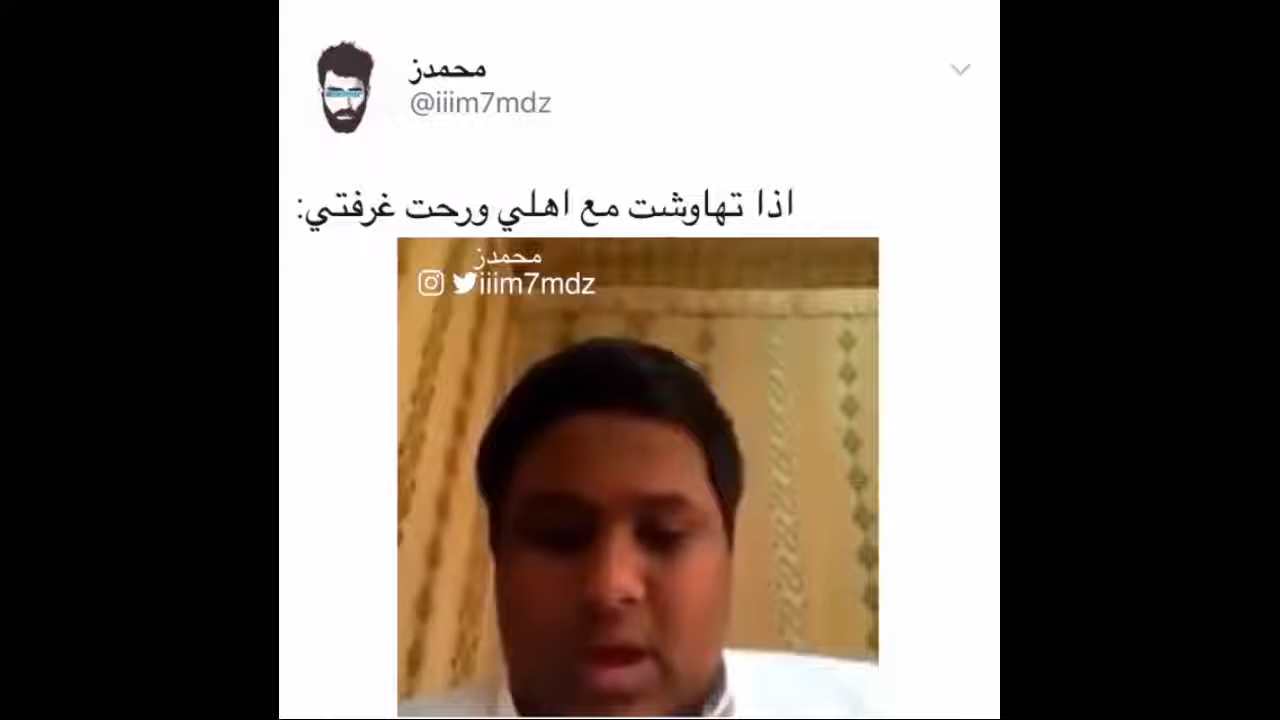 محمدز
@iiim7mdz
اذا تهاوشت مع اهلي ورحت غرفتي:
محمدز
iiim7mdz